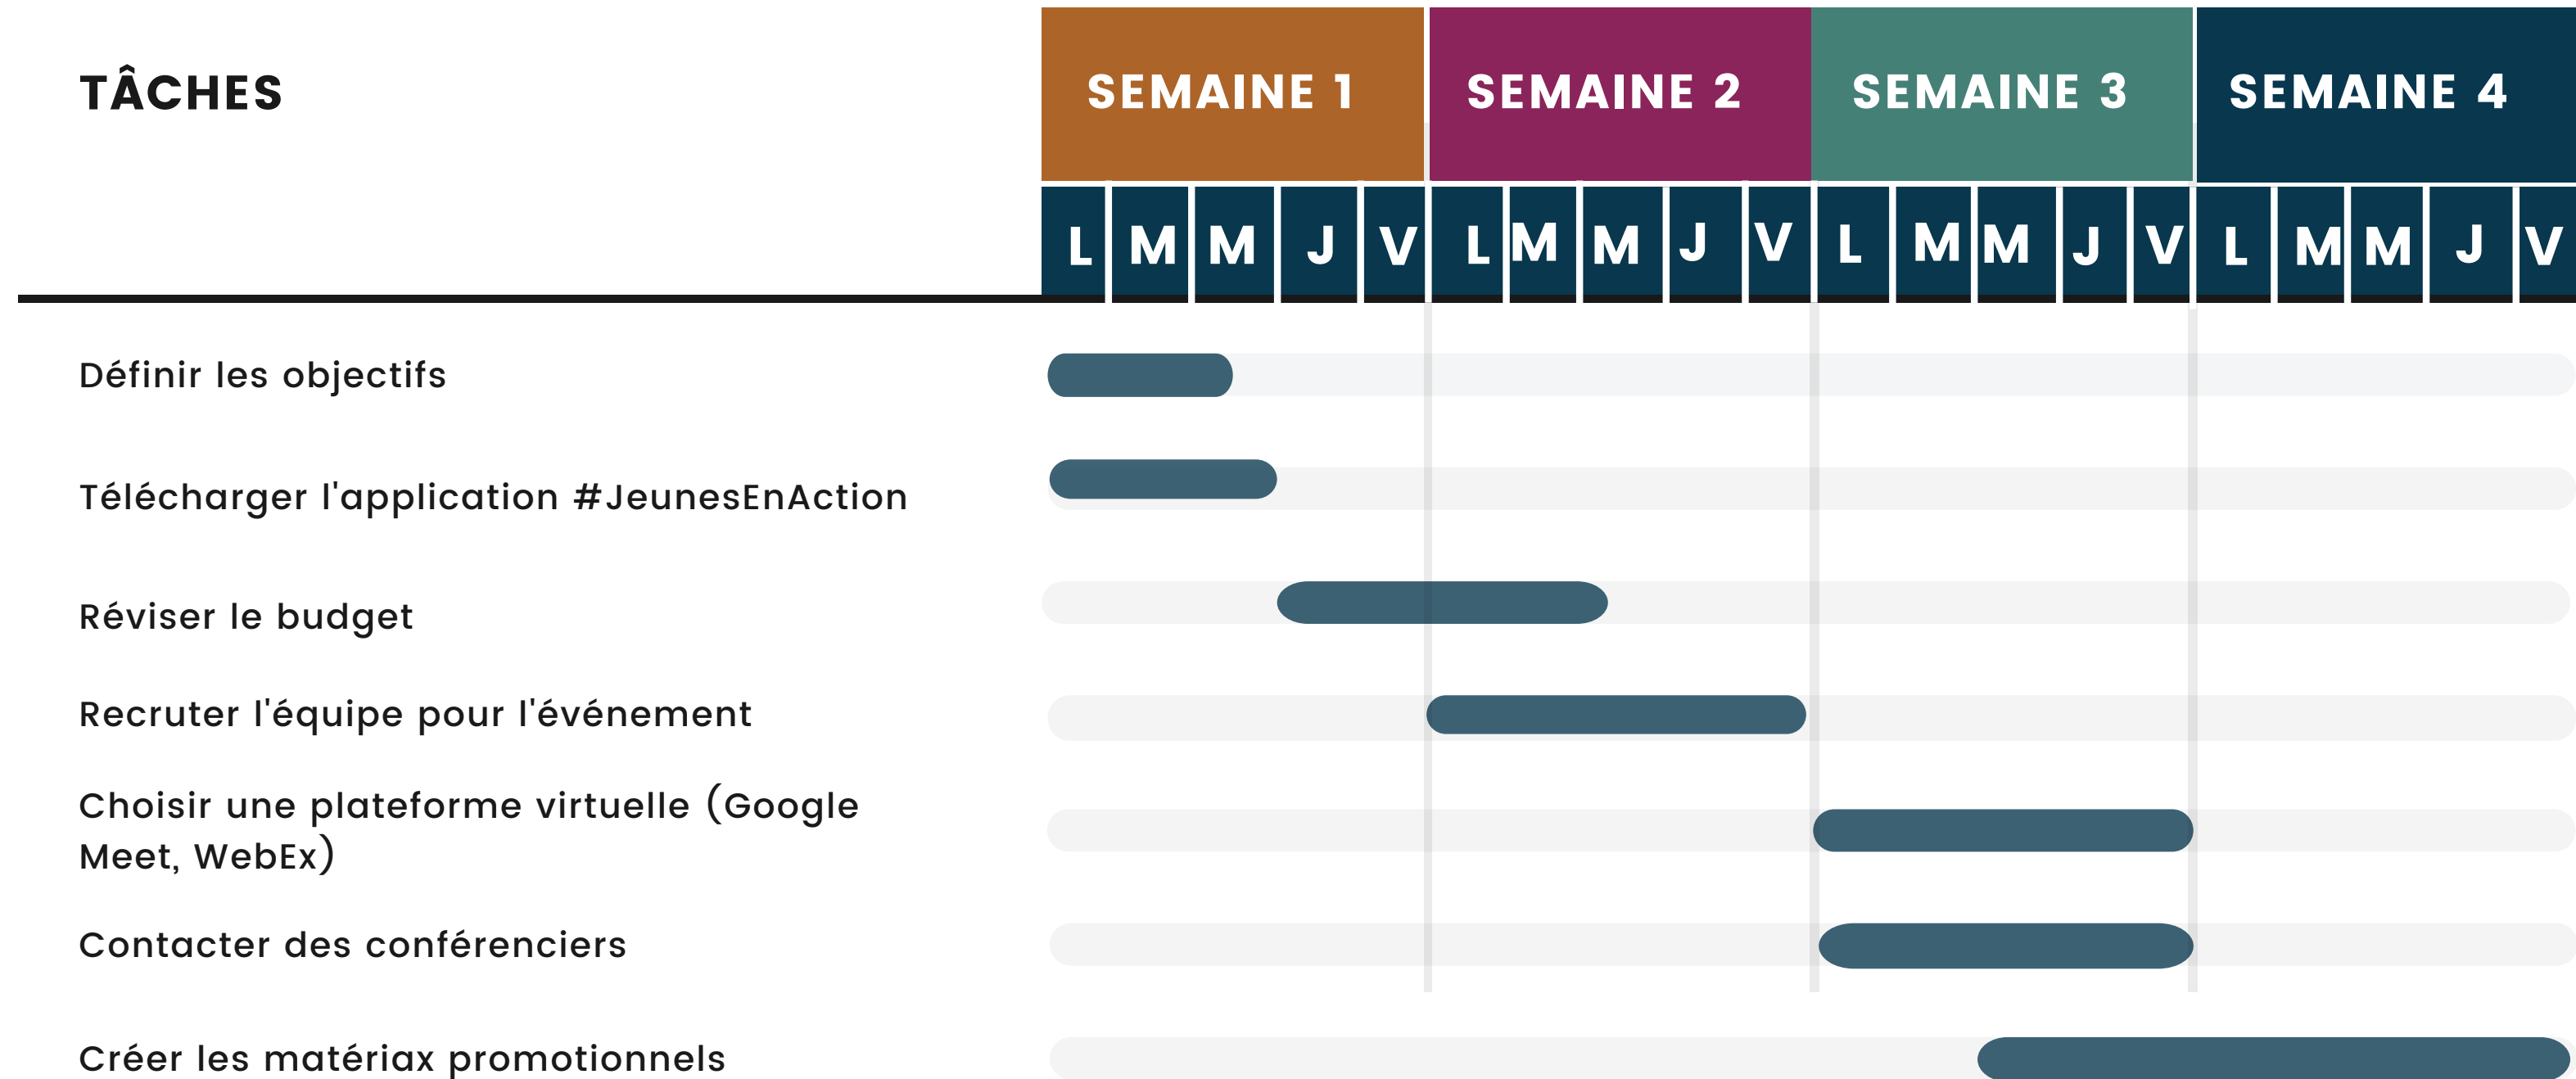 TÂCHES
SEMAINE 1 SEMAINE 2 SEMAINE 3 SEMAINE 4
L M M J V L M M J V L M M J V L M M J V
Définir les objectifs
Télécharger l'application #JeunesEnAction
Réviser le budget
Recruter l'équipe pour l'événement
Choisir une plateforme virtuelle (Google
Meet, WebEx)
Contacter des conférenciers
Créer les matériax promotionnels